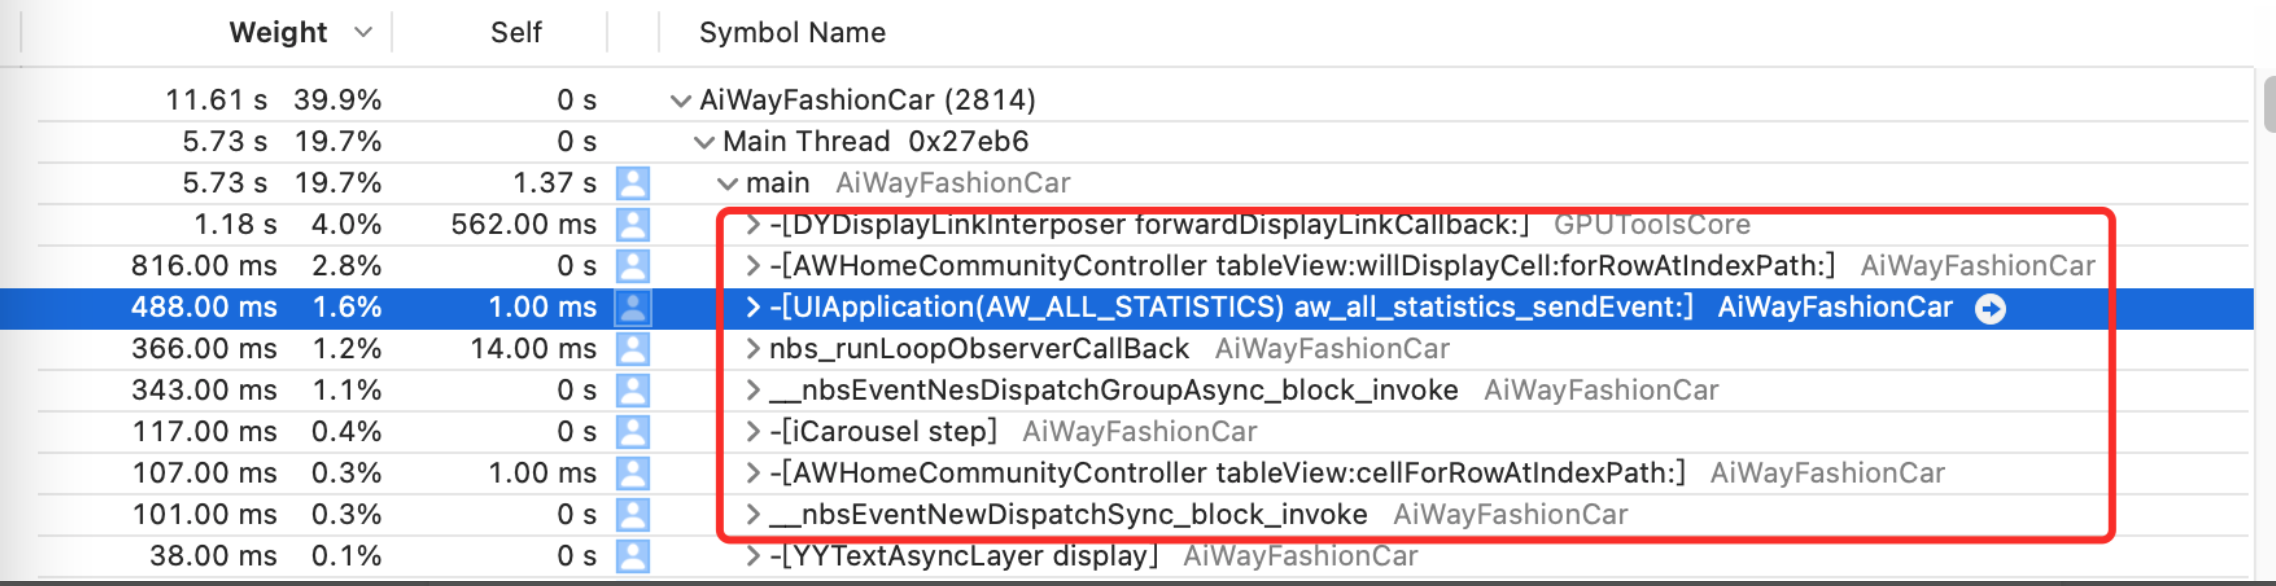 Weight Self Symbol Name
11.61 s 39.9% 0 s AiWayFashionCar (2814)
5.73 s 19.7% 0 s Main Thread 0x27eb6
5.73 s 19.7% 1.37 s main AiWayFashionCar
1.18 s 4.0% 562.00 ms -[DYDisplayLinkInterposer forwardDisplayLinkCallback:] GPUToolsCore
816.00 ms 2.8% 0 s -[AWHomeCommunityController tableView:willDisplayCell:forRowAtIndexPath:] AiWayFashionCar
488.00 ms 1.6% 1.00 ms -[UIApplication(AW_ALL_STATISTICS) aw_all_statistics_sendEvent:] AiWayFashionCar
366.00 ms 1.2% 14.00 ms nbs_runLoopObserverCallBack AiWayFashionCar
343.00 ms 1.1% 0 s __nbsEventNesDispatchGroupAsync_block_invoke AiWayFashionCar
117.00 ms 0.4% 0 s -[iCarousel step] AiWayFashionCar
107.00 ms 0.3% 1.00 ms -[AWHomeCommunityController tableView:cellForRowAtIndexPath:] AiWayFashionCar
101.00 ms 0.3% 0 s __nbsEventNewDispatchSync_block_invoke AiWayFashionCar
38.00 ms 0.1% 0 s -[YYTextAsyncLayer display] AiWayFashionCar